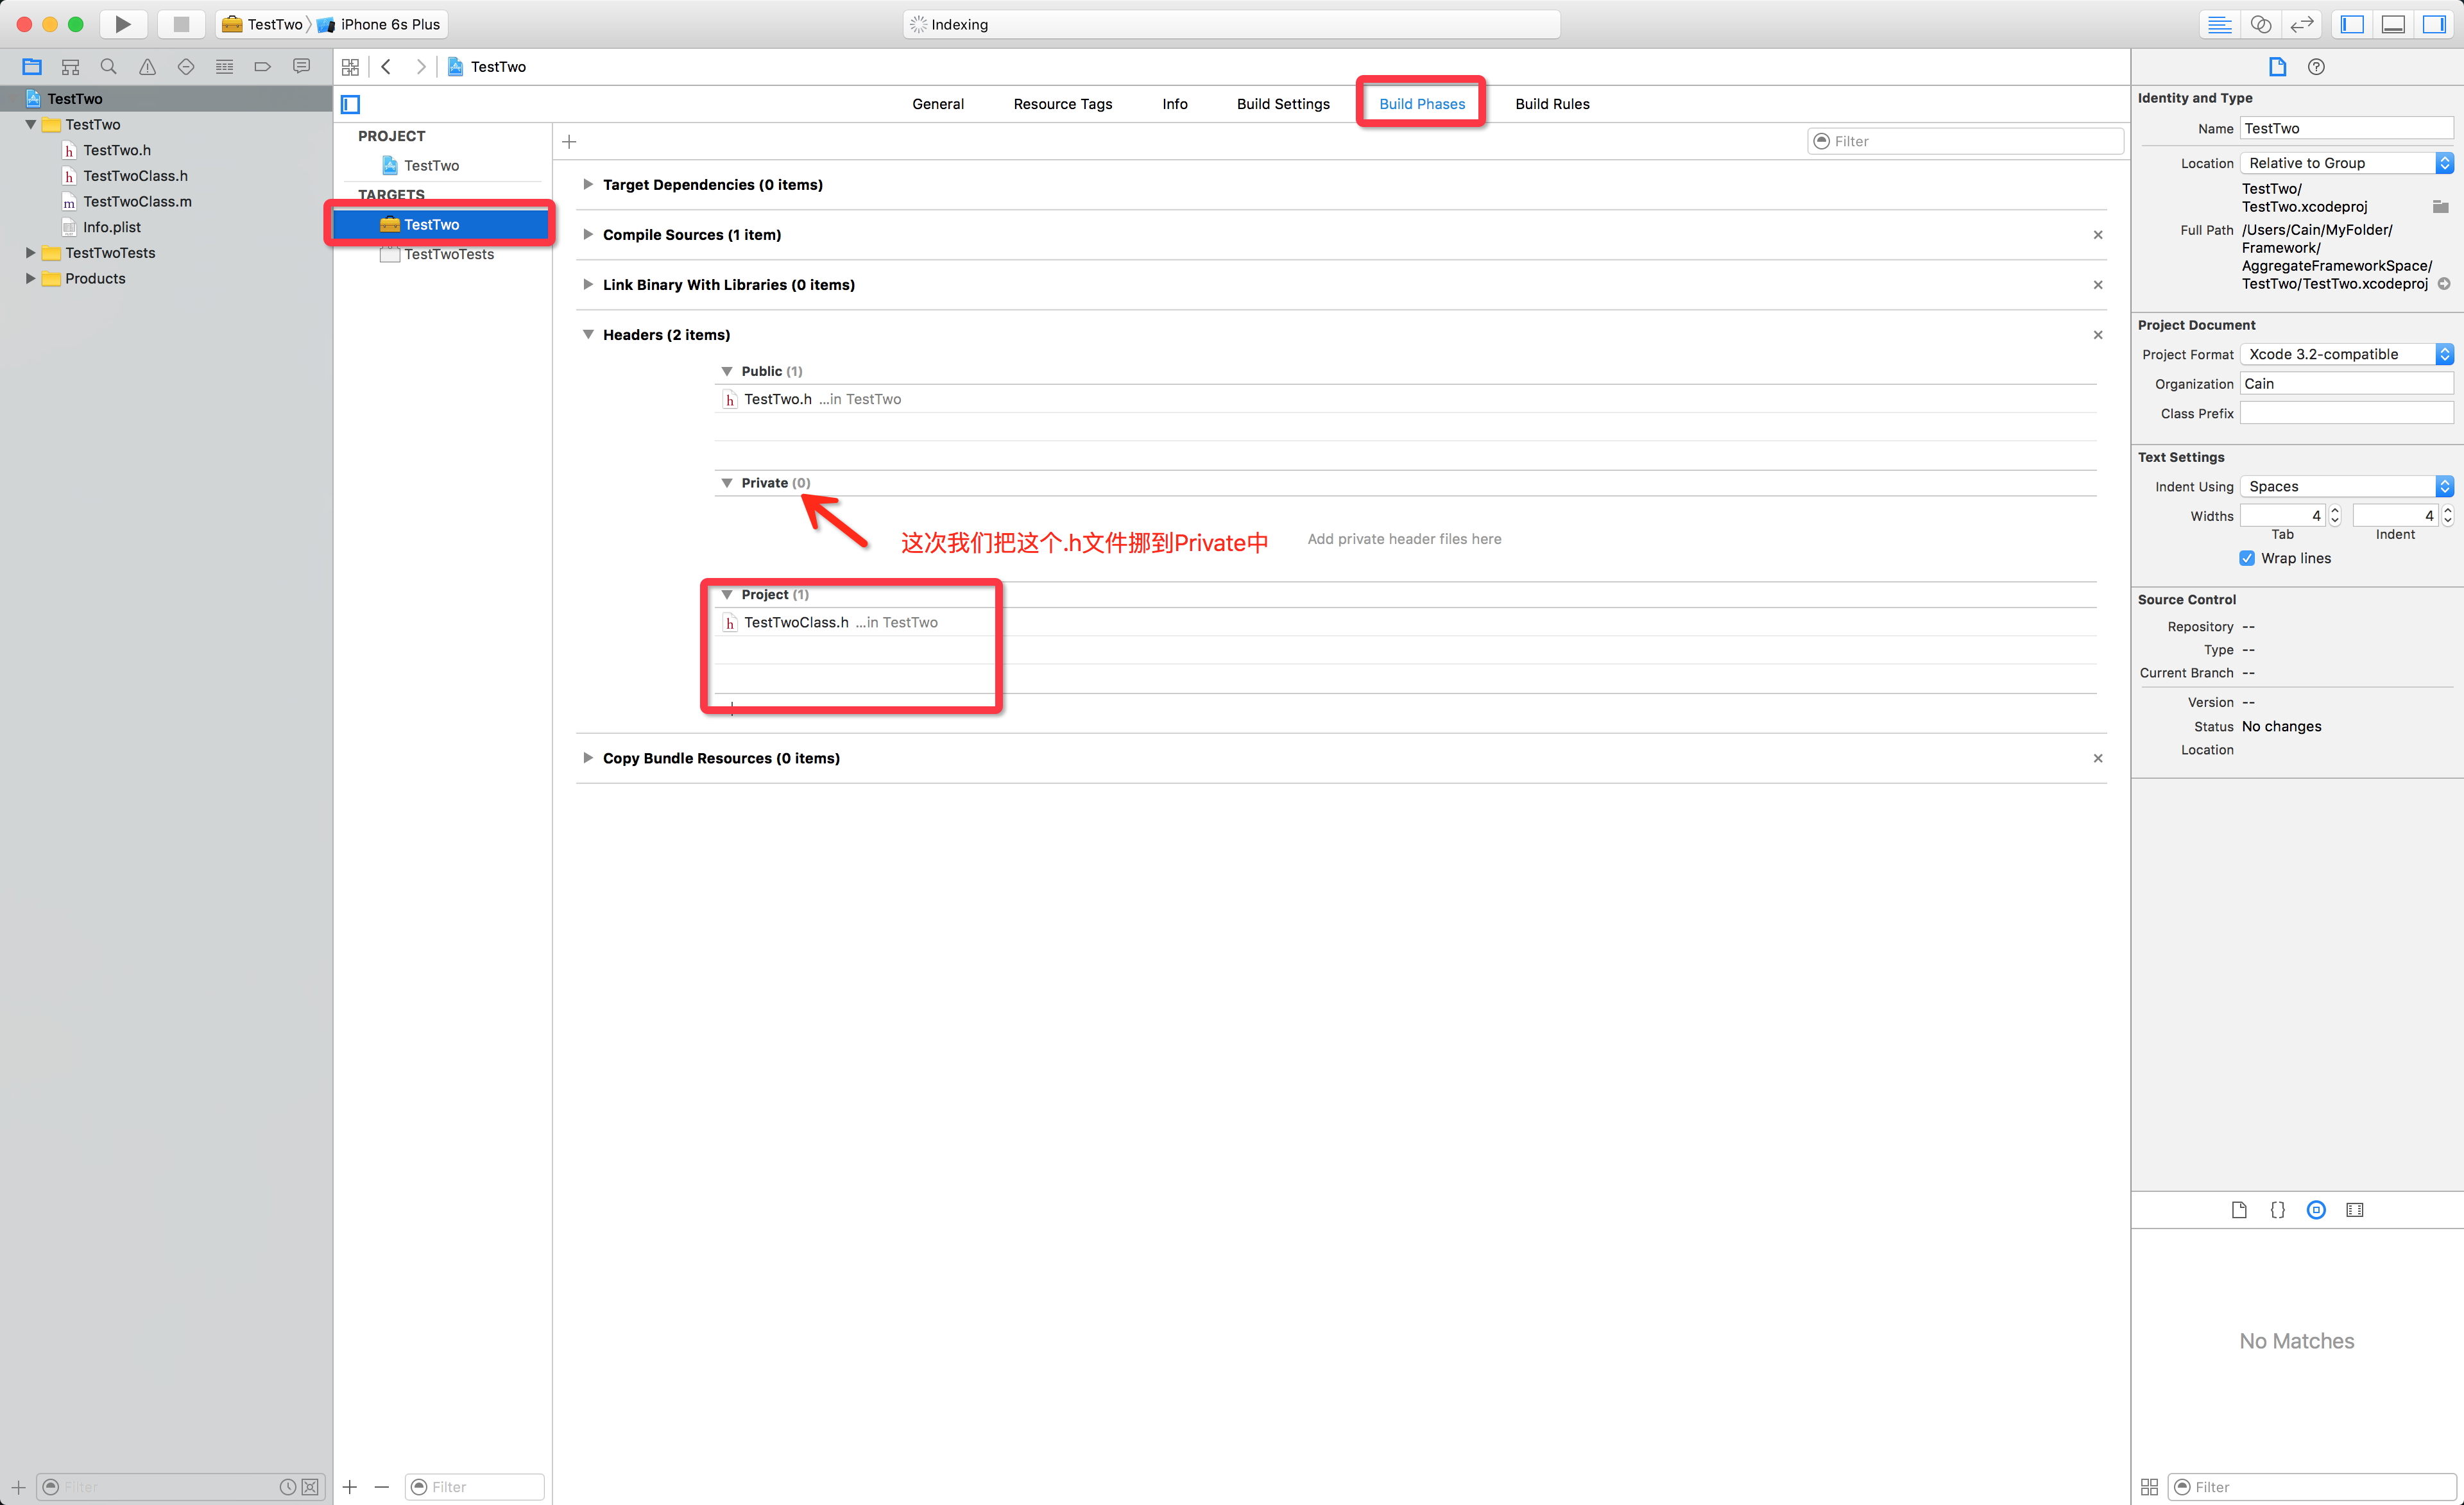 TestTwo
iPhone 6s Plus
Indexing
TestTwo
TestTwo
TestTwo.h
TestTwoClass.h
TestTwoClass.m
Info.plist
TestTwoTests
Products
Filter
TestTwo
General
Resource Tags
Info
Build Settings
Build Phases
Build Rules
PROJECT
TestTwo
TARGETS
TestTwo
TestTwoTests
Filter
Filter
Target Dependencies (0 items)
Compile Sources (1 item)
Link Binary With Libraries (0 items)
Headers (2 items)
Public (1)
TestTwo.h ...in TestTwo
Private (0)
这次我们把这个.h文件挪到Private中
Add private header files here
Project (1)
TestTwoClass.h ...in TestTwo
Copy Bundle Resources (0 items)
Identity and Type
Name TestTwo
Location Relative to Group
TestTwo/
TestTwo.xcodeproj
Full Path /Users/Cain/MyFolder/
Framework/
AggregateFrameworkSpace/
TestTwo/TestTwo.xcodeproj
Project Document
Project Format Xcode 3.2-compatible
Organization Cain
Class Prefix
Text Settings
Indent Using Spaces
Widths 4 4
Tab Indent
Wrap lines
Source Control
Repository --
Type --
Current Branch --
Version --
Status No changes
Location
No Matches
Filter